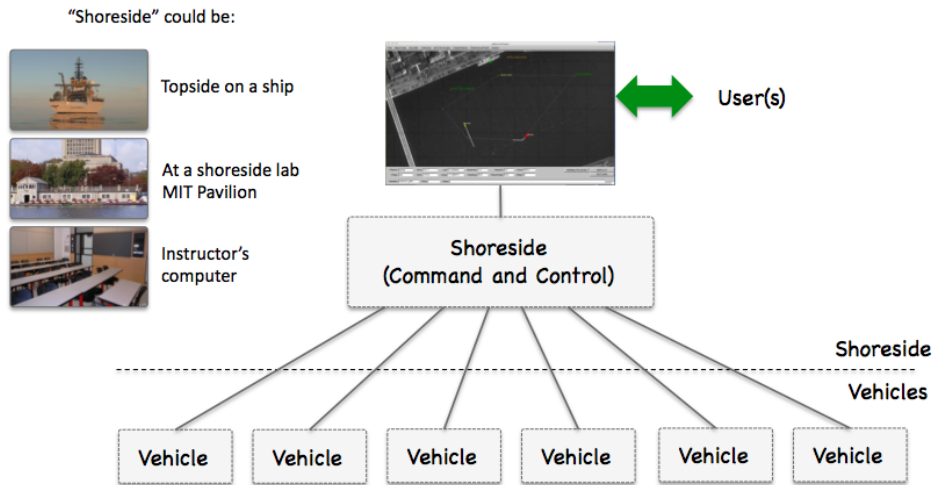 “Shoreside” could be:
Topside on a ship
At a shoreside lab
MIT Pavilion
Instructor’s
computer
User(s)
Shoreside
(Command and Control)
Shoreside
Vehicles
Vehicle
Vehicle
Vehicle
Vehicle
Vehicle
Vehicle